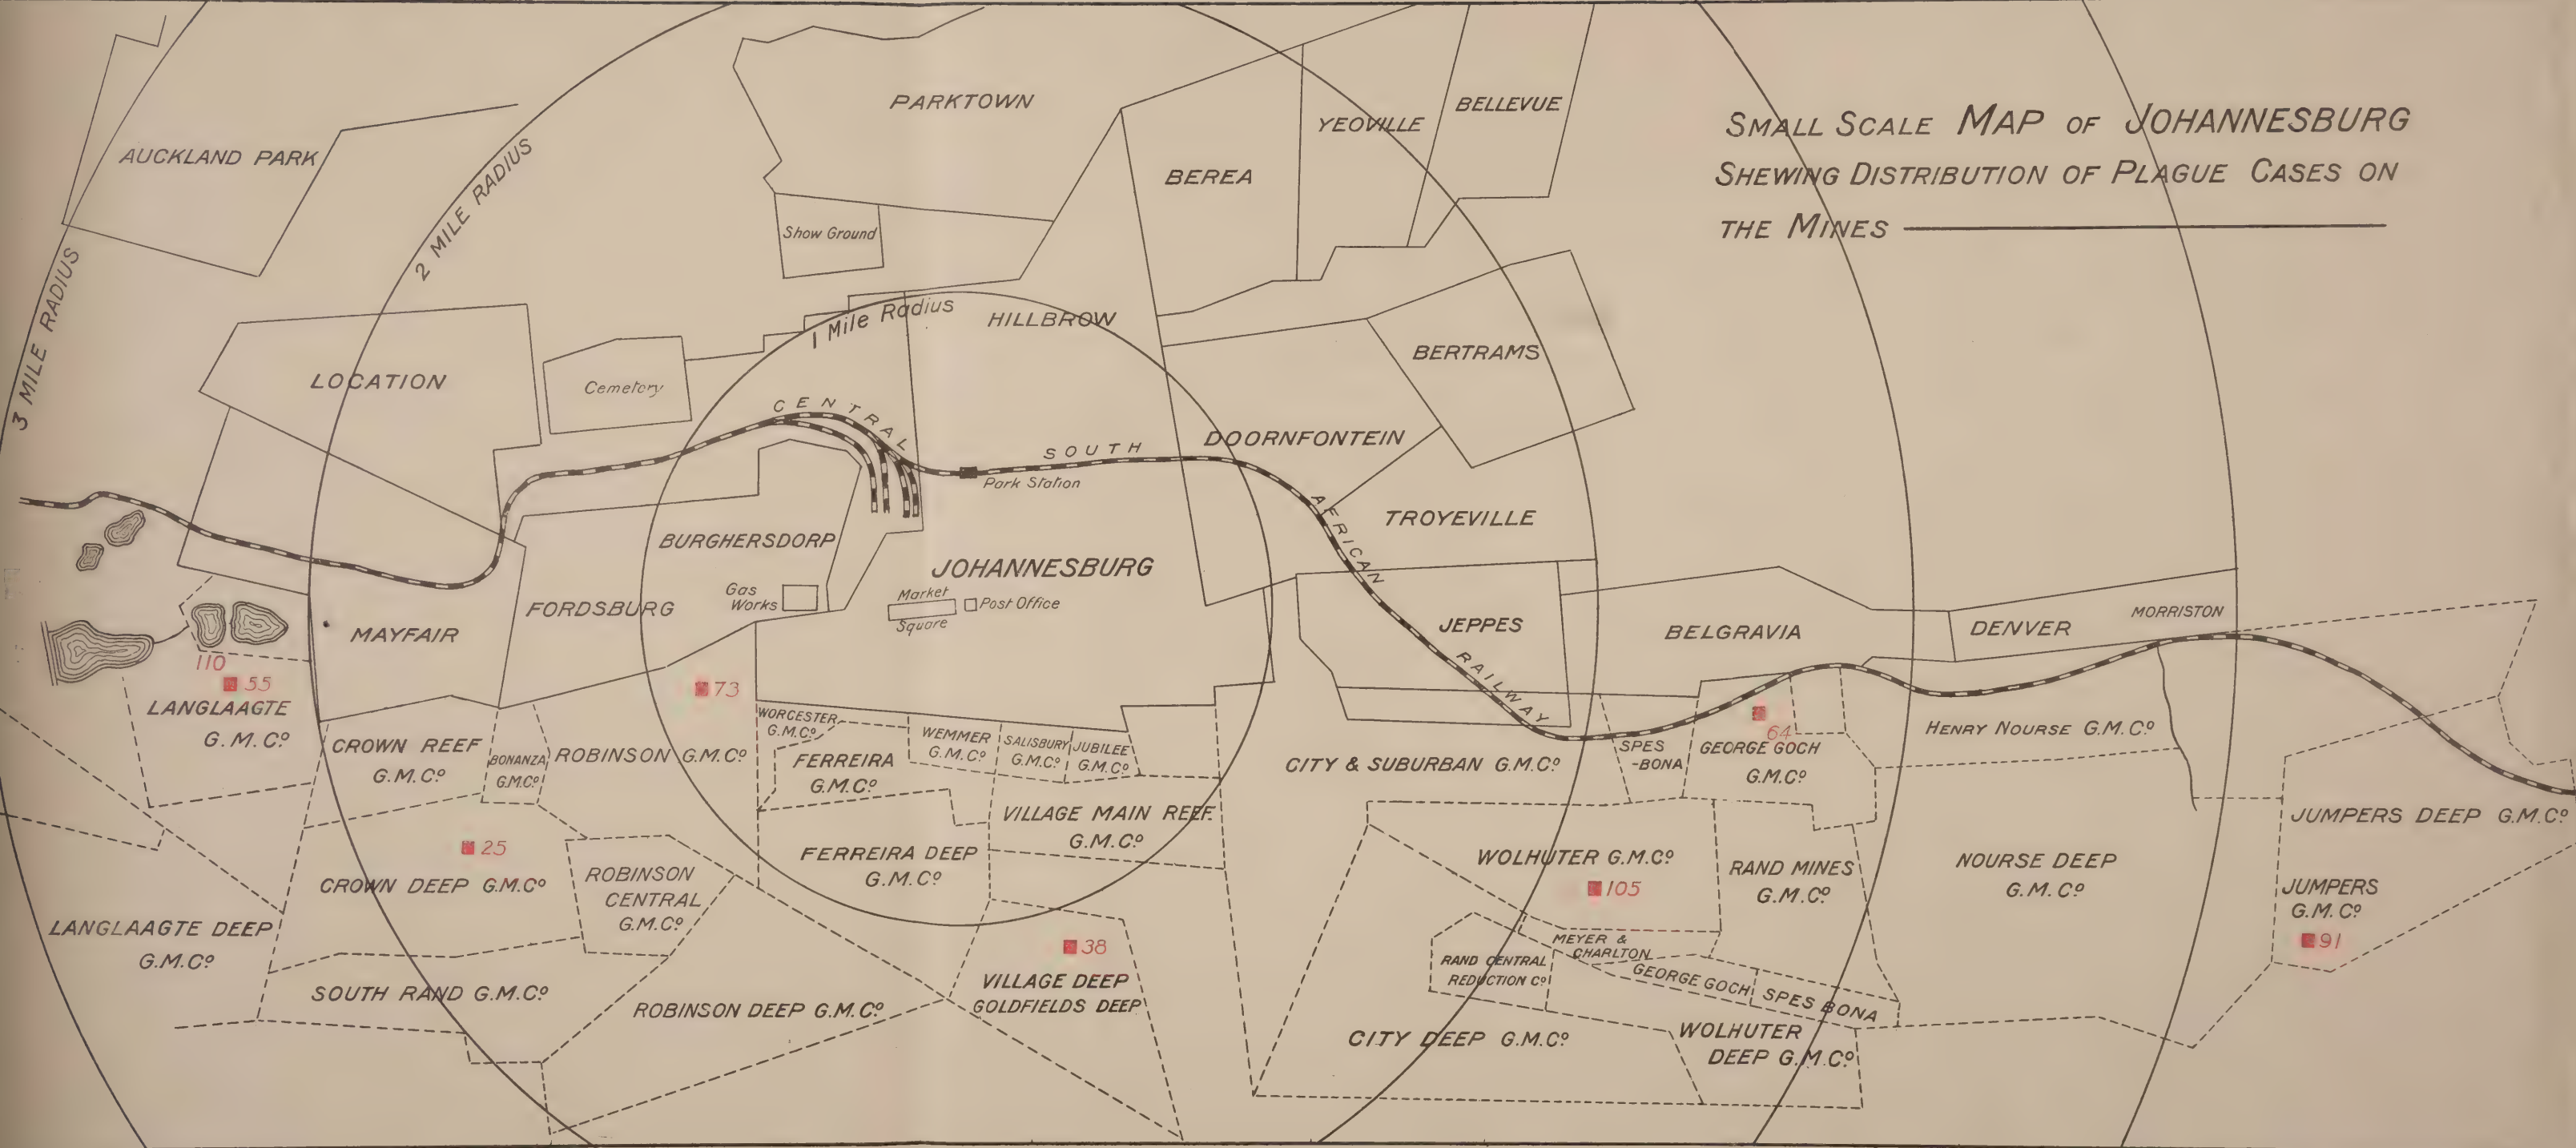 SMALL SCALE MAP OF JOHANNESBURG
SHEWING DISTRIBUTION OF PLAGUE CASES ON
THE MINES
AUCKLAND PARK
3 MILE RADIUS
2 MILE RADIUS
PARKTOWN
Show Ground
BEREA
YEOVILLE
BELLEVUE
1 Mile Radius
HILLBROW
BERTRAMS
LOCATION
Cemetery
CENTRAL
SOUTH
AFRICAN
RAILWAY
Park Station
DOORNFONTEIN
TROYEVILLE
BURGHERSDORP
JOHANNESBURG
Gas
Works
Market
Square
Post Office
FORDSBURG
MAYFAIR
JEPPES
BELGRAVIA
DENVER
MORRISTON
110
55
LANGLAAGTE
G.M.Cº
73
CROWN REEF
G.M.Cº
BONANZA
G.M.Cº
ROBINSON G.M.Cº
WORCESTER
G.M.Cº
FERREIRA
G.M.Cº
WEMMER
G.M.Cº
SALISBURY
G.M.Cº
JUBILEE
G.M.Cº
CITY & SUBURBAN G.M.Cº
SPES
-BONA
64
GEORGE GOCH
G.M.Cº
HENRY NOURSE G.M.Cº
VILLAGE MAIN REEF.
G.M.Cº
JUMPERS DEEP G.M.Cº
25
CROWN DEEP G.M.Cº
ROBINSON
CENTRAL
G.M.Cº
FERREIRA DEEP
G.M.Cº
WOLHUTER G.M.Cº
105
RAND MINES
G.M.Cº
NOURSE DEEP
G.M.Cº
JUMPERS
G.M.Cº
91
LANGLAAGTE DEEP
G.M.Cº
38
VILLAGE DEEP
GOLDFIELDS DEEP
MEYER &
CHARLTON
RAND CENTRAL
REDUCTION Cº
GEORGE GOCH
SPES BONA
SOUTH RAND G.M.Cº
ROBINSON DEEP G.M.Cº
CITY DEEP G.M.Cº
WOLHUTER
DEEP G.M.Cº